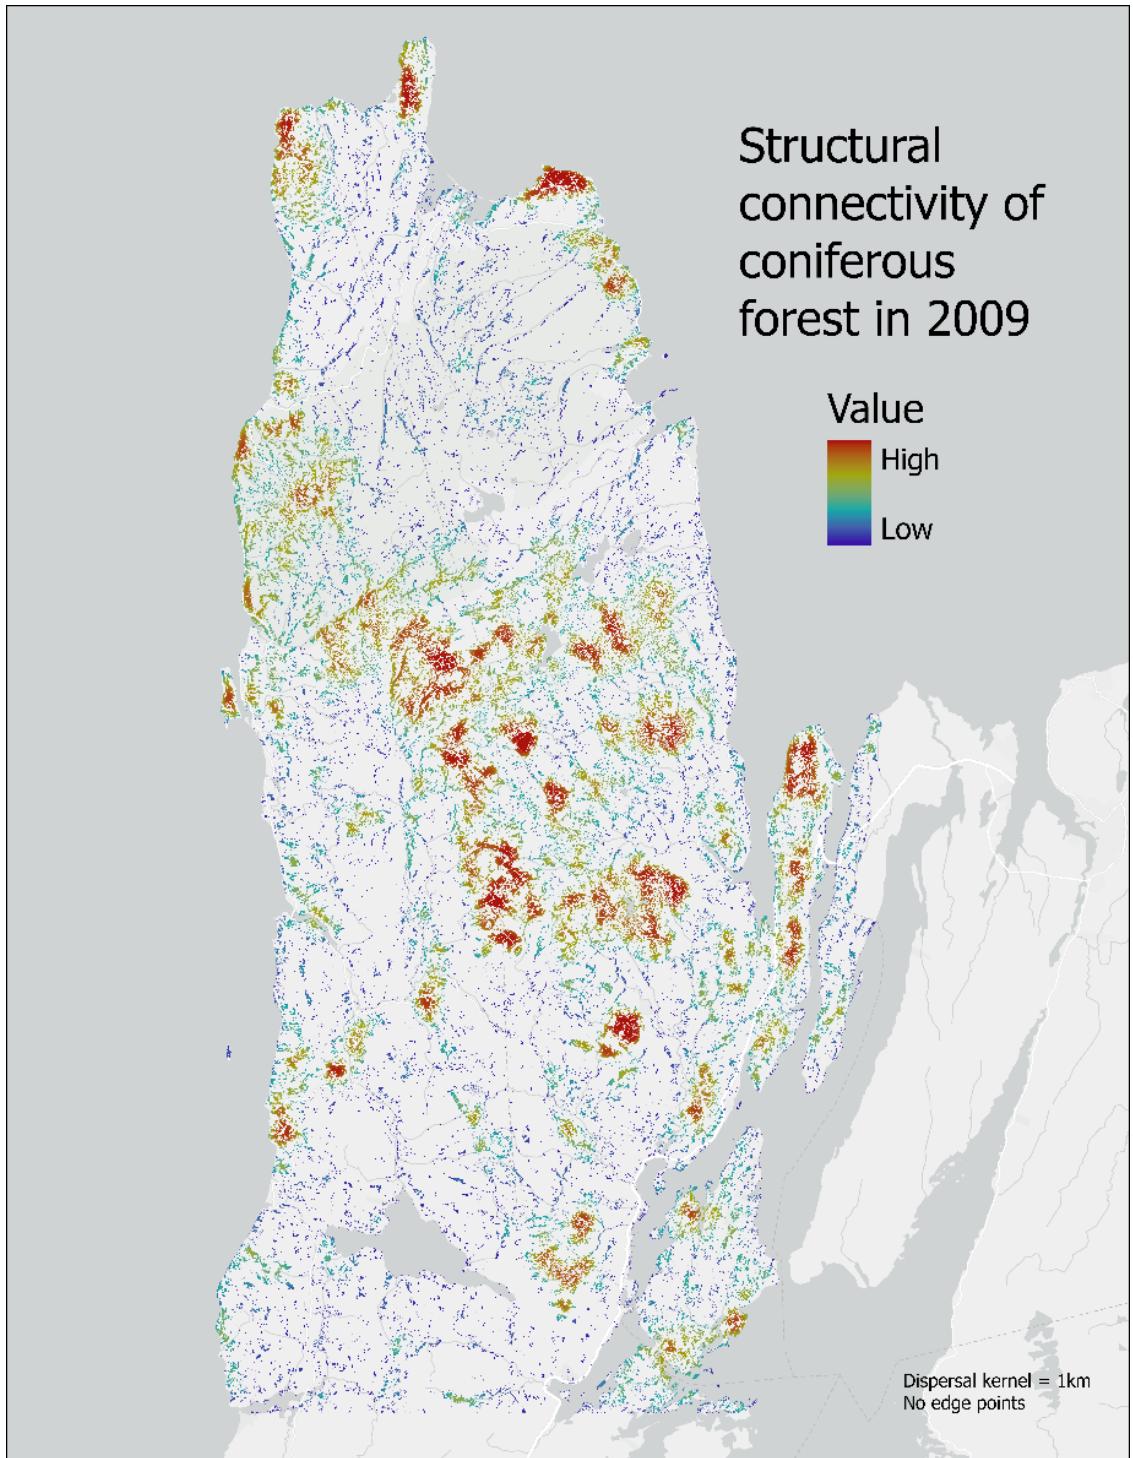 Structural
connectivity of
coniferous
forest in 2009
Value
High
Low
Dispersal kernel = 1km
No edge points